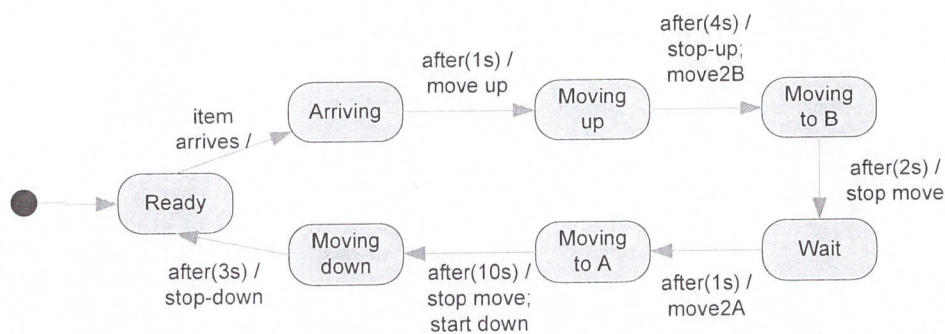 after(4s) /
stop-up;
move2B
after(1s) /
move up
item
arrives /
Arriving
Moving
up
Moving
to B
after(2s) /
stop move
Ready
Moving
down
Moving
to A
Wait
after(3s) /
stop-down
after(10s) /
stop move;
start down
after(1s) /
move2A